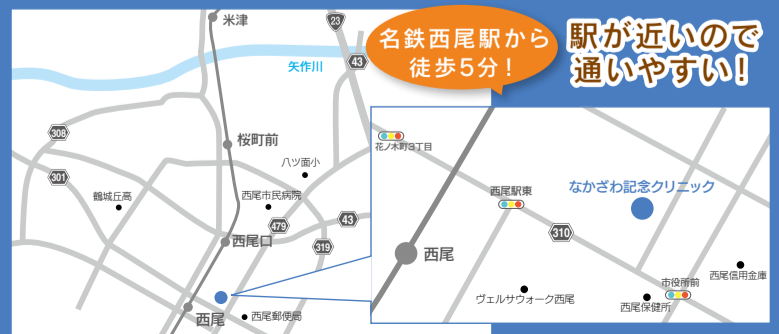 米津
23
名鉄西尾駅から
徒歩5分！
駅が近いので
通いやすい！
矢作川
43
308
桜町前
花ノ木町3丁目
八ツ面小
301
鶴城丘高
西尾市民病院
西尾駅東
なかざわ記念クリニック
43
479
310
西尾口
319
西尾
西尾信用金庫
市役所前
ヴェルサウォーク西尾
西尾保健所
西尾
西尾郵便局